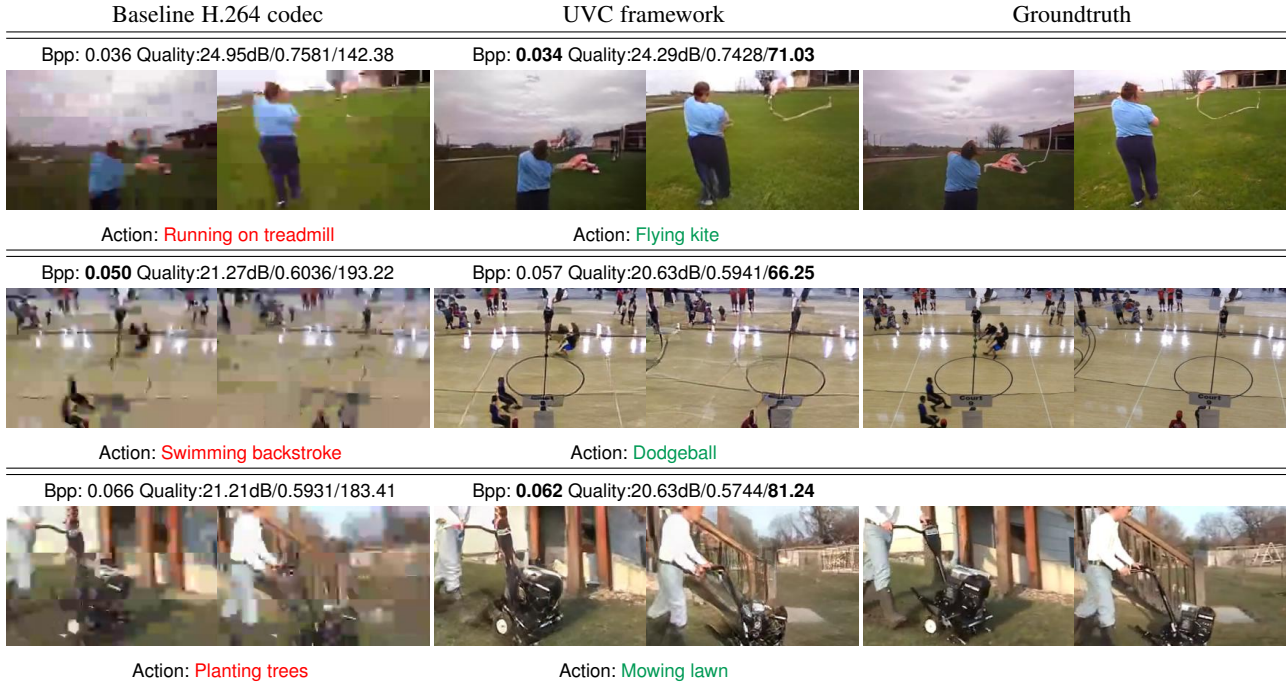 Baseline H.264 codec UVC framework Groundtruth
Bpp: 0.036 Quality:24.95dB/0.7581/142.38 Bpp: 0.034 Quality:24.29dB/0.7428/71.03
Action: Running on treadmill Action: Flying kite
Bpp: 0.050 Quality:21.27dB/0.6036/193.22 Bpp: 0.057 Quality:20.63dB/0.5941/66.25
Court Court
9
Action: Swimming backstroke Action: Dodgeball
Bpp: 0.066 Quality:21.21dB/0.5931/183.41 Bpp: 0.062 Quality:20.63dB/0.5744/81.24
Action: Planting trees Action: Mowing lawn